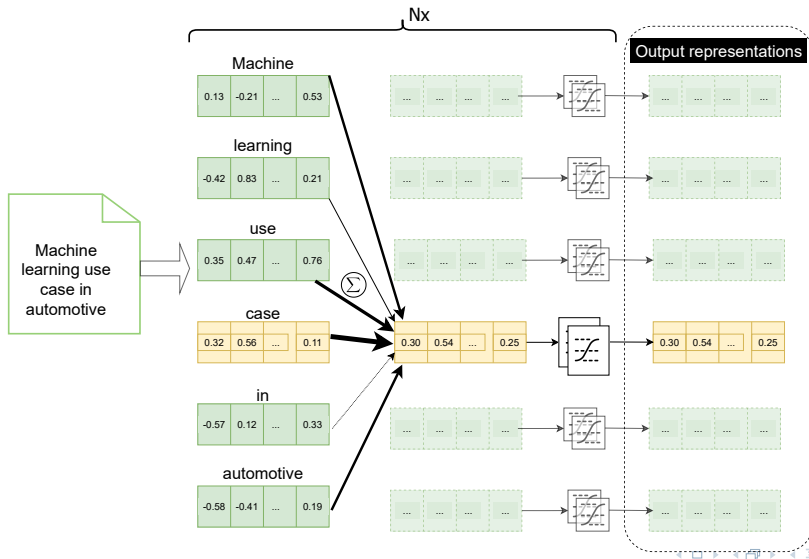 Nx
Output representations
Machine
0.13 -0.21 ... 0.53
... ... ... ...
... ... ... ...
learning
-0.42 0.83 ... 0.21
... ... ... ...
... ... ... ...
Machine
learning use
case in
automotive
use
0.35 0.47 ... 0.76
... ... ... ...
... ... ... ...
Σ
case
0.32 0.56 ... 0.11
0.30 0.54 ... 0.25
0.30 0.54 ... 0.25
in
-0.57 0.12 ... 0.33
... ... ... ...
... ... ... ...
automotive
-0.58 -0.41 ... 0.19
... ... ... ...
... ... ... ...